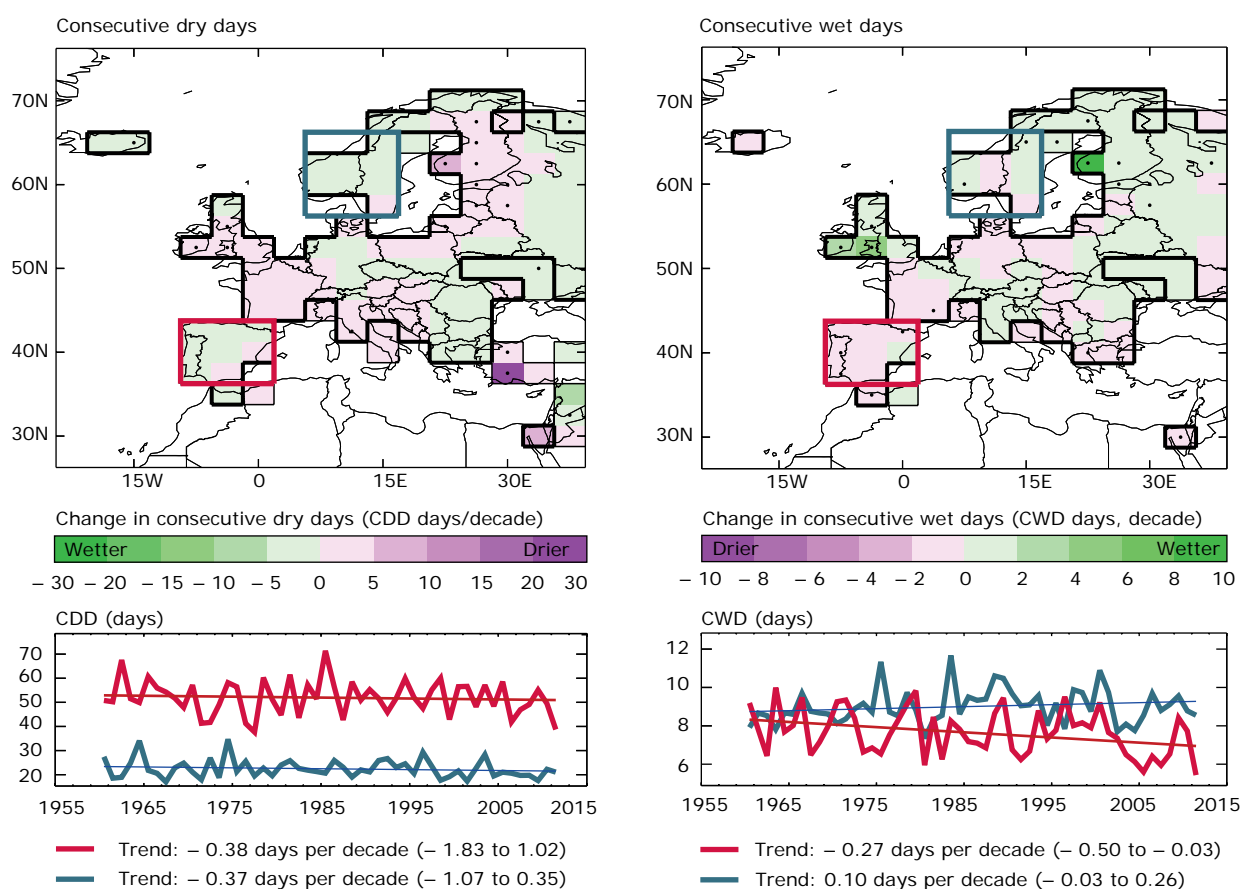 Consecutive dry days
70N
60N
50N
40N
30N
15W 0 15E 30E
Change in consecutive dry days (CDD days/decade)
Wetter Drier
– 30 – 20 – 15 – 10 – 5 0 5 10 15 20 30
CDD (days)
70
60
50
40
30
20
1955 1965 1975 1985 1995 2005 2015
Trend: – 0.38 days per decade (– 1.83 to 1.02)
Trend: – 0.37 days per decade (– 1.07 to 0.35)
Consecutive wet days
70N
60N
50N
40N
30N
15W 0 15E 30E
Change in consecutive wet days (CWD days, decade)
Drier Wetter
– 10 – 8 – 6 – 4 – 2 0 2 4 6 8 10
CWD (days)
12
10
8
6
1955 1965 1975 1985 1995 2005 2015
Trend: – 0.27 days per decade (– 0.50 to – 0.03)
Trend: 0.10 days per decade (– 0.03 to 0.26)